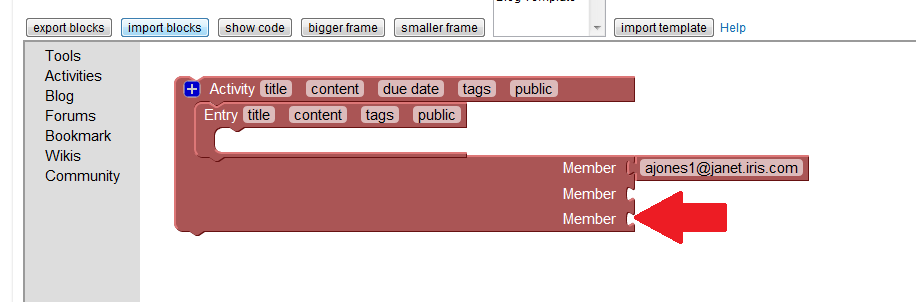 export blocks import blocks show code bigger frame smaller frame import template Help
Tools
Activities
Blog
Forums
Bookmark
Wikis
Community
Activity title content due date tags public
Entry title content tags public
Member ajones1@janet.iris.com
Member
Member